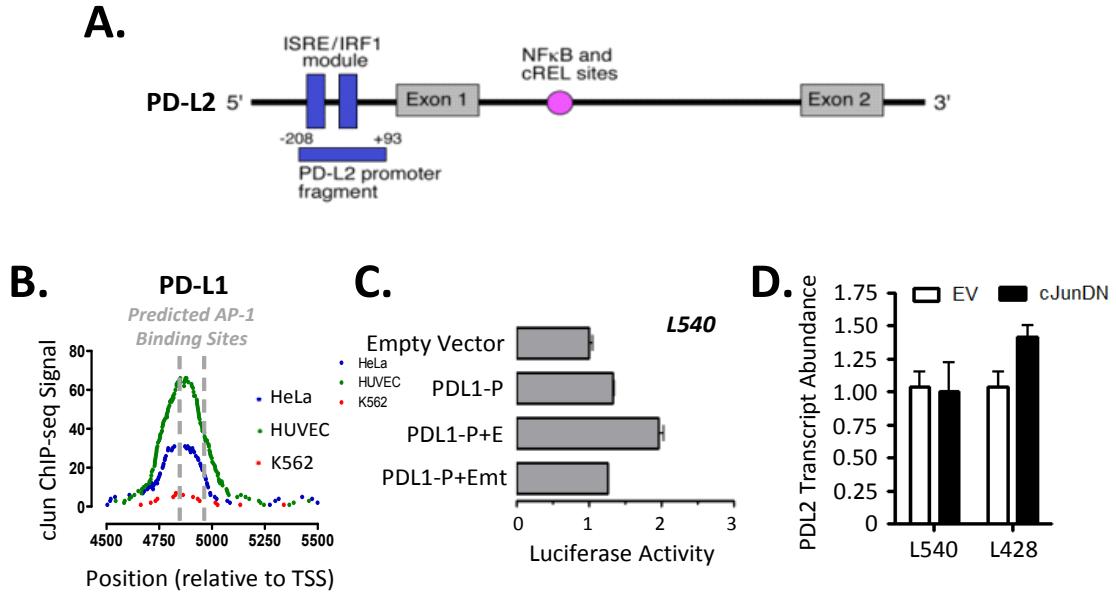 A.
ISRE/IRF1
module
NFκB and
cREL sites
PD-L2 5' Exon 1 Exon 2 3'
-208 +93
PD-L2 promoter
fragment
B.
PD-L1
Predicted AP-1
Binding Sites
cJun ChIP-seq Signal
80
60
40
20
0
HeLa
HUVEC
K562
HeLa
HUVEC
K562
4500 4750 5000 5250 5500
Position (relative to TSS)
C.
L540
Empty Vector
PDL1-P
PDL1-P+E
PDL1-P+Emt
0 1 2 3
Luciferase Activity
D.
EV cJunDN
PDL2 Transcript Abundance
1.75
1.50
1.25
1.00
0.75
0.50
0.25
0
L540 L428